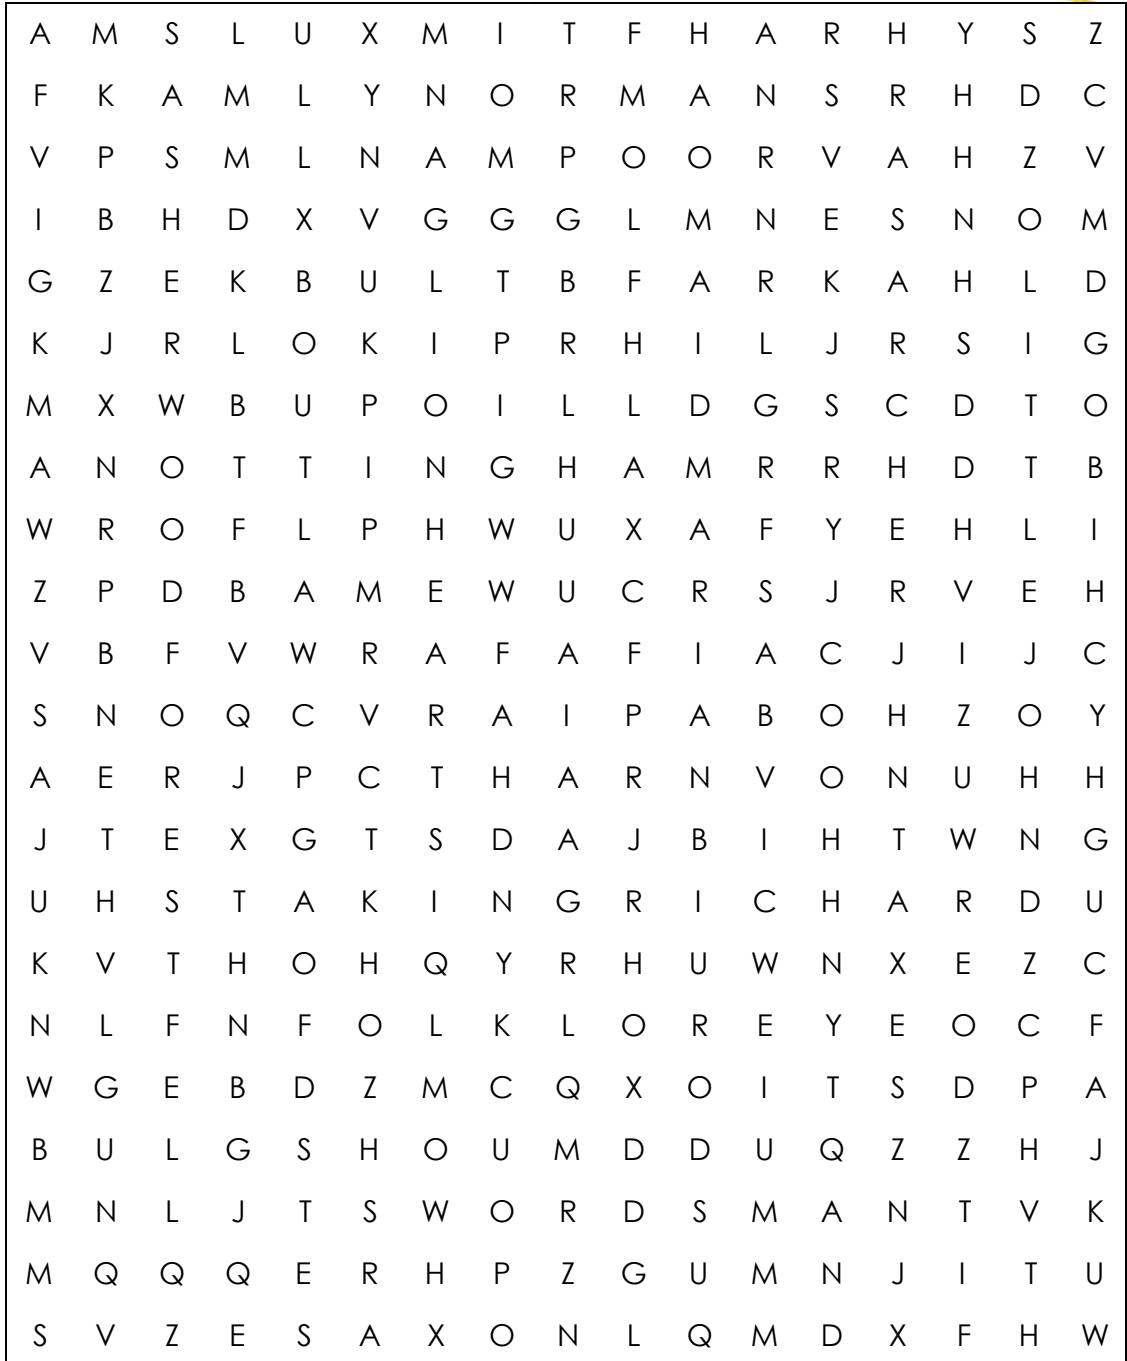 A M S L U X M I T F H A R H Y S Z
F K A M L Y N O R M A N S R H D C
V P S M L N A M P O O R V A H Z V
I B H D X V G G G L M N E S N O M
G Z E K B U L T B F A R K A H L D
K J R L O K I P R H I L J R S I G
M X W B U P O I L L D G S C D T O
A N O T T I N G H A M R R H D T B
W R O F L P H W U X A F Y E H L I
Z P D B A M E W U C R S J R V E H
V B F V W R A F A F I A C J I J C
S N O Q C V R A I P A B O H Z O Y
A E R J P C T H A R N V O N U H H
J T E X G T S D A J B I H T W N G
U H S T A K I N G R I C H A R D U
K V T H O H Q Y R H U W N X E Z C
N L F N F O L K L O R E Y E O C F
W G E B D Z M C Q X O I T S D P A
B U L G S H O U M D D U Q Z Z H J
M N L J T S W O R D S M A N T V K
M Q Q Q E R H P Z G U M N J I T U
S V Z E S A X O N L Q M D X F H W